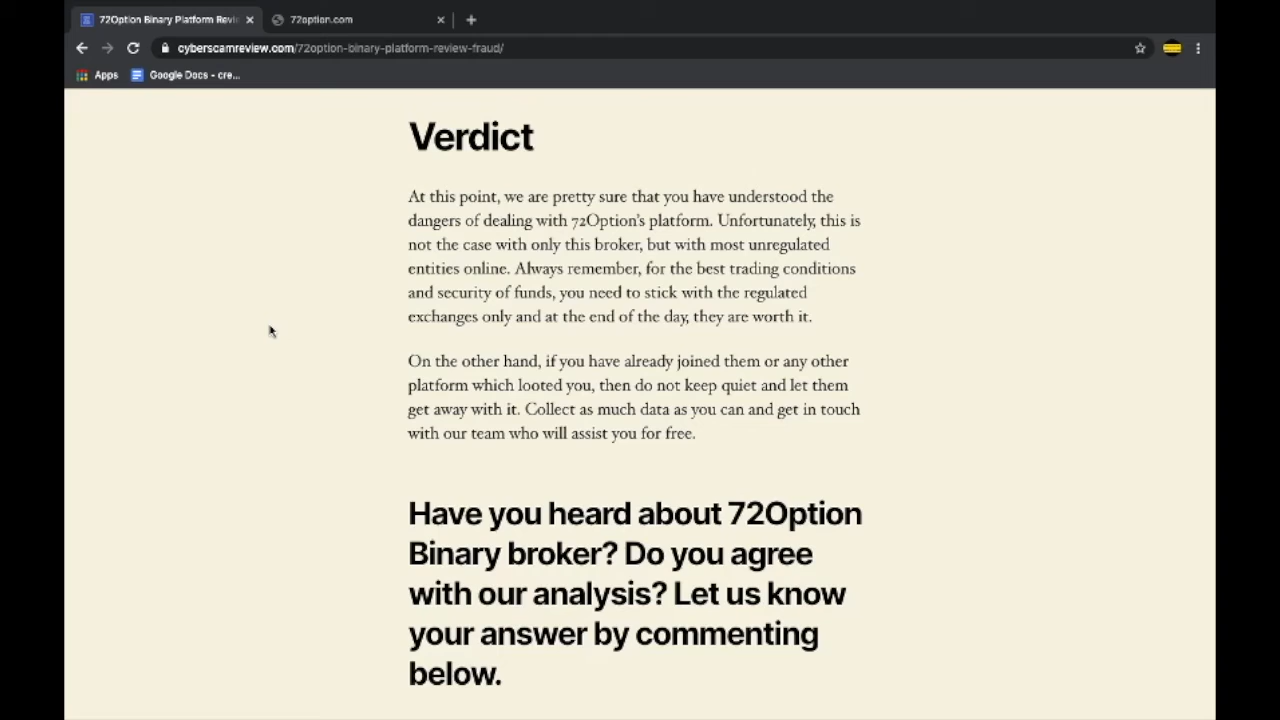 72Option Binary Platform Revi
72option.com
cyberscamreview.com/72option-binary-platform-review-fraud/
Apps
Google Docs - cre...
Verdict
At this point, we are pretty sure that you have understood the
dangers of dealing with 72Option's platform. Unfortunately, this is
not the case with only this broker, but with most unregulated
entities online. Always remember, for the best trading conditions
and security of funds, you need to stick with the regulated
exchanges only and at the end of the day, they are worth it.
On the other hand, if you have already joined them or any other
platform which looted you, then do not keep quiet and let them
get away with it. Collect as much data as you can and get in touch
with our team who will assist you for free.
Have you heard about 72Option
Binary broker? Do you agree
with our analysis? Let us know
your answer by commenting
below.